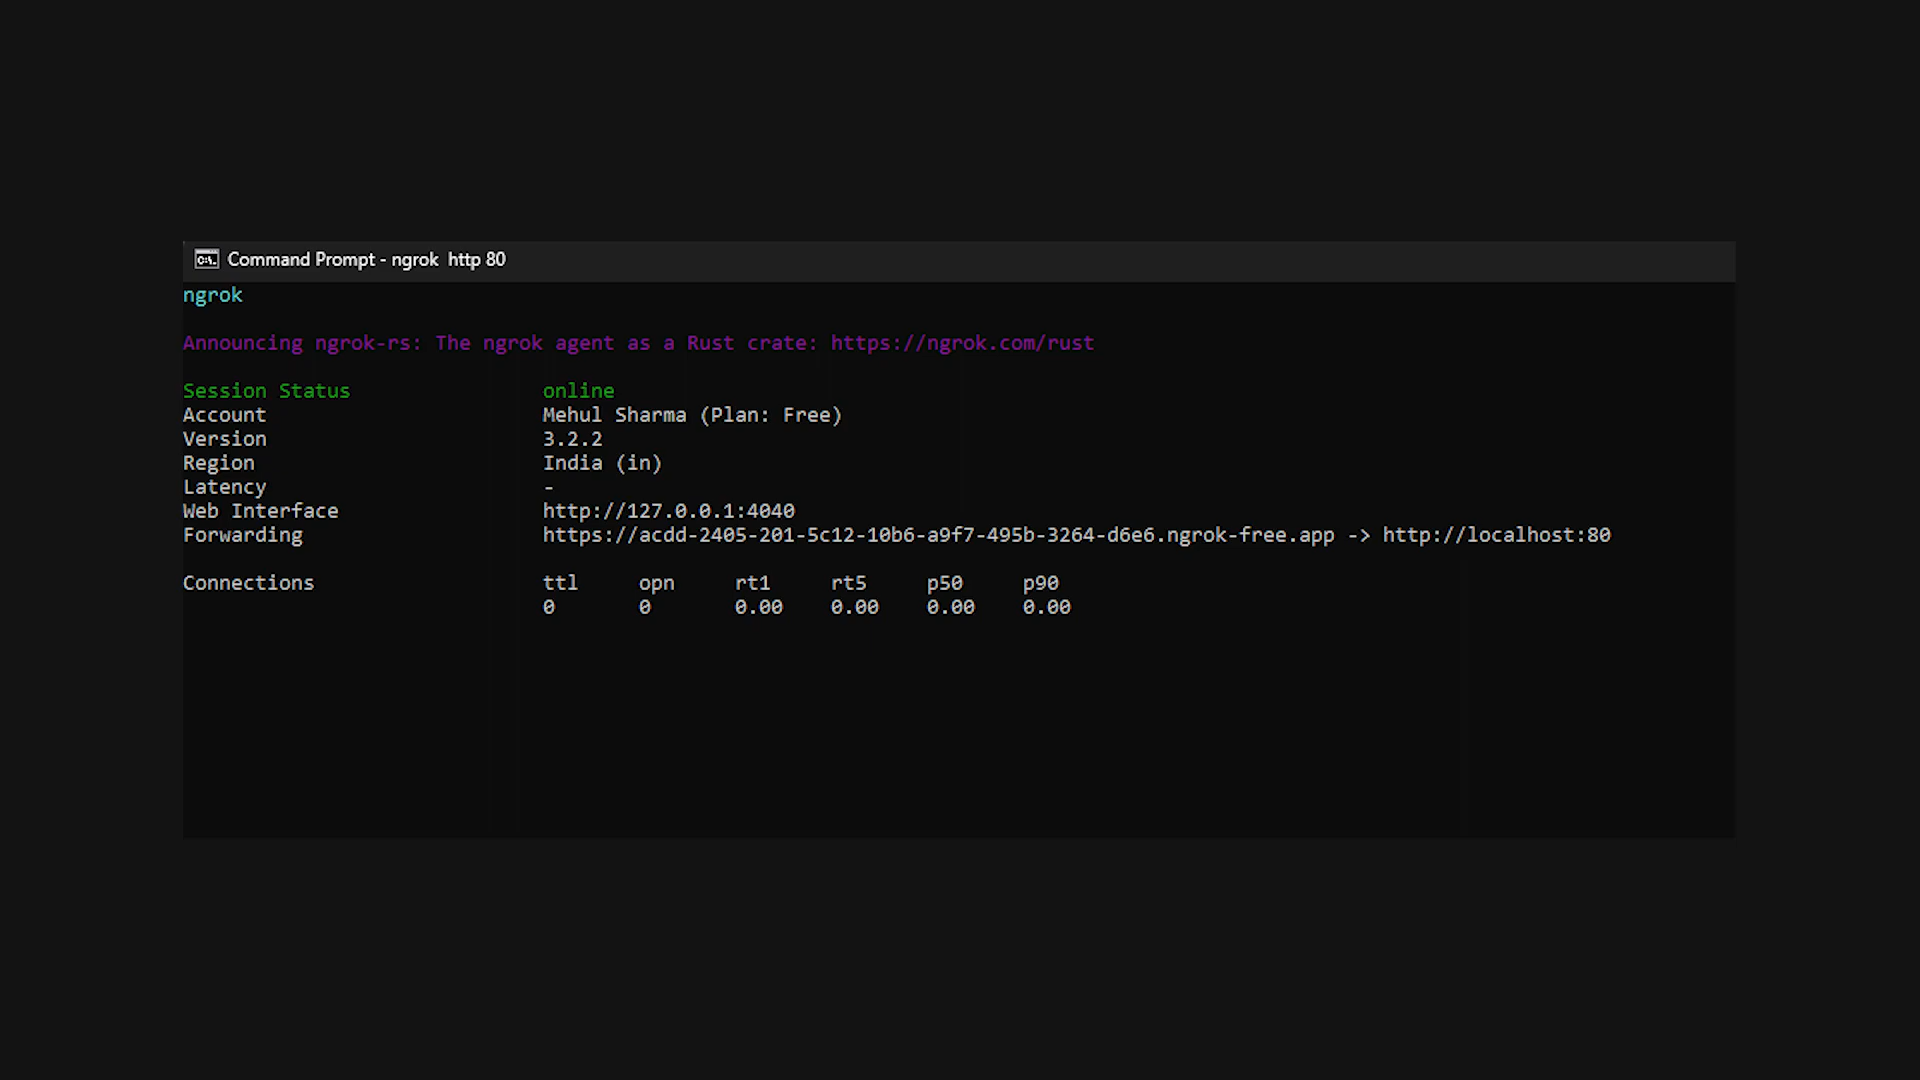 Command Prompt - ngrok  http 80
ngrok
Announcing ngrok-rs: The ngrok agent as a Rust crate: https://ngrok.com/rust
Session Status online
Account Mehul Sharma (Plan: Free)
Version 3.2.2
Region India (in)
Latency -
Web Interface http://127.0.0.1:4040
Forwarding https://acdd-2405-201-5c12-10b6-a9f7-495b-3264-d6e6.ngrok-free.app -> http://localhost:80
Connections ttl opn rt1 rt5 p50 p90
0 0 0.00 0.00 0.00 0.00